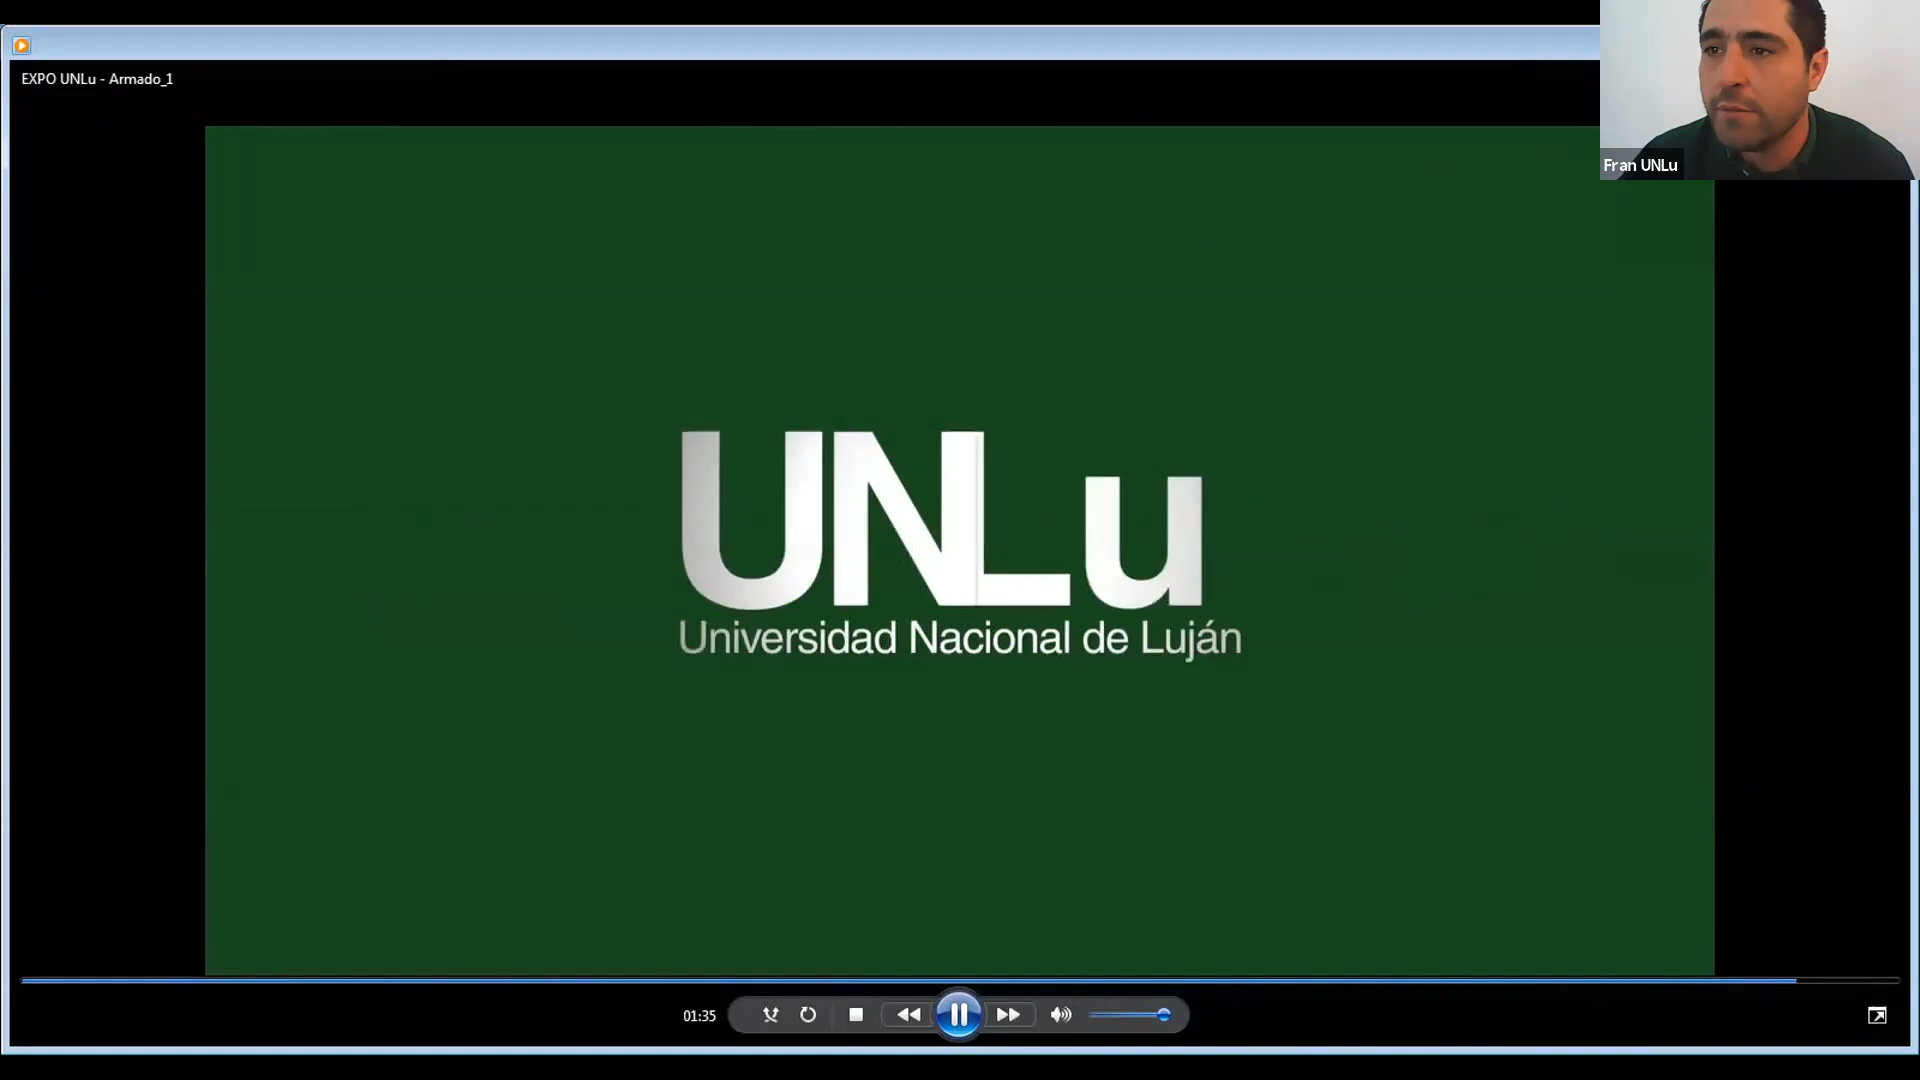 EXPO UNLu - Armado_1
Fran UNLu
UNLu
Universidad Nacional de Luján
01:35